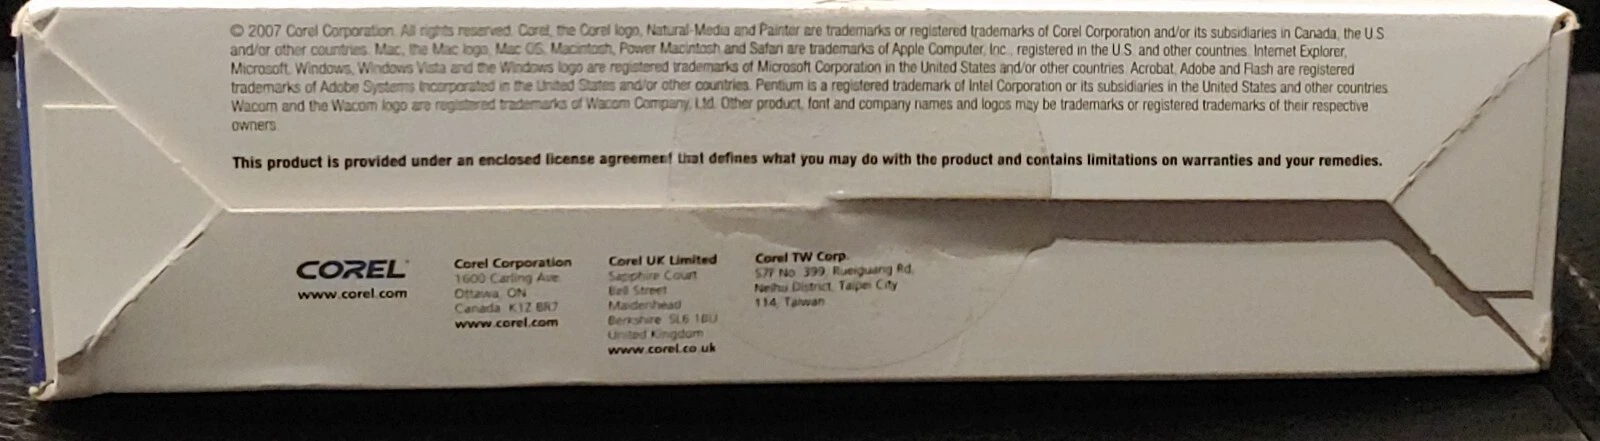 © 2007 Corel Corporation. All rights reserved. Corel, the Corel logo, Natural-Media and Painter are trademarks or registered trademarks of Corel Corporation and/or its subsidiaries in Canada, the U.S.
and/or other countries. Mac, the Mac logo, Mac OS, Macintosh, Power Macintosh and Safari are trademarks of Apple Computer, Inc., registered in the U.S. and other countries. Internet Explorer,
Microsoft, Windows, Windows Vista and the Windows logo are registered trademarks of Microsoft Corporation in the United States and/or other countries. Acrobat, Adobe and Flash are registered
trademarks of Adobe Systems Incorporated in the United States and/or other countries. Pentium is a registered trademark of Intel Corporation or its subsidiaries in the United States and other countries.
Wacom and the Wacom logo are registered trademarks of Wacom Company, Ltd. Other product, font and company names and logos may be trademarks or registered trademarks of their respective
owners.
This product is provided under an enclosed license agreement that defines what you may do with the product and contains limitations on warranties and your remedies.
COREL
www.corel.com
Corel Corporation
1600 Carling Ave.
Ottawa, ON
Canada K1Z 8R7
www.corel.com
Corel UK Limited
Sapphire Court
Bell Street
Maidenhead
Berkshire SL6 1BU
United Kingdom
www.corel.co.uk
Corel TW Corp.
57F No. 399, Rueiguang Rd,
Neihu District, Taipei City
114, Taiwan